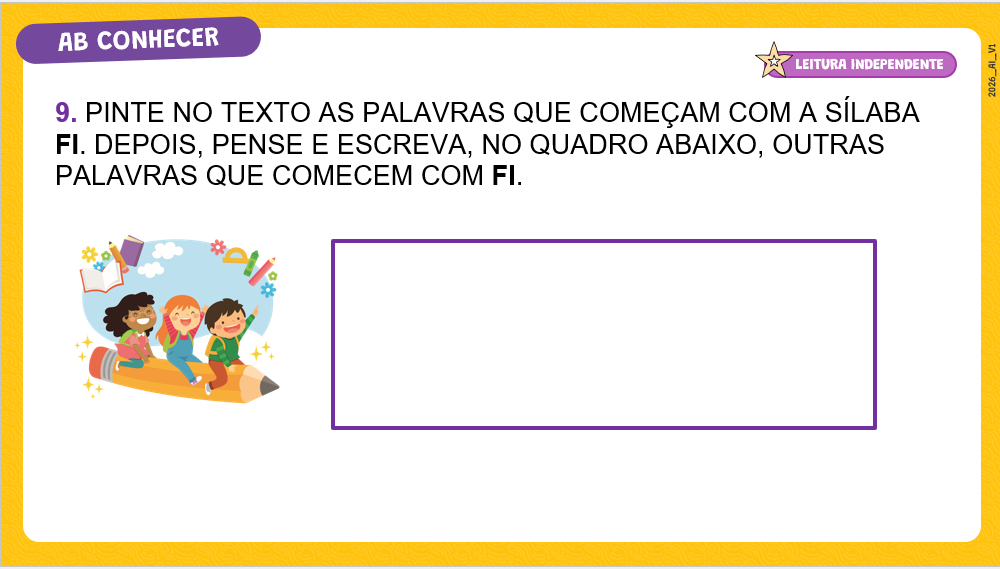 AB CONHECER
LEITURA INDEPENDENTE
2026_AI_V1
9. PINTE NO TEXTO AS PALAVRAS QUE COMEÇAM COM A SÍLABA
FI. DEPOIS, PENSE E ESCREVA, NO QUADRO ABAIXO, OUTRAS
PALAVRAS QUE COMECEM COM FI.